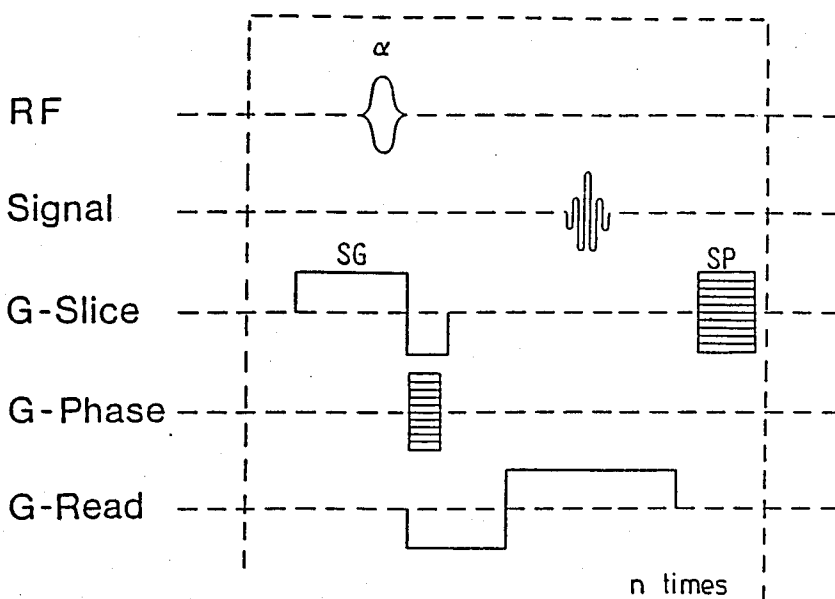 α
RF
Signal
SG
SP
G-Slice
G-Phase
G-Read
n times